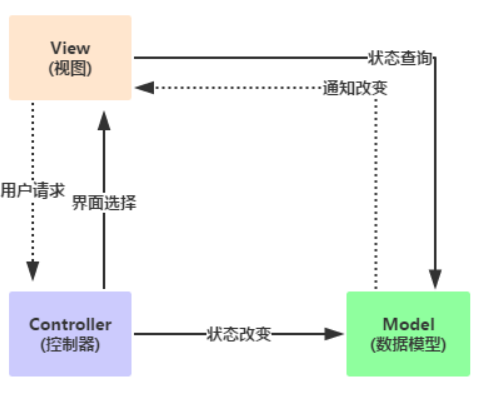 View
(视图)
状态查询
通知改变
用户请求
界面选择
Controller
(控制器)
状态改变
Model
(数据模型)